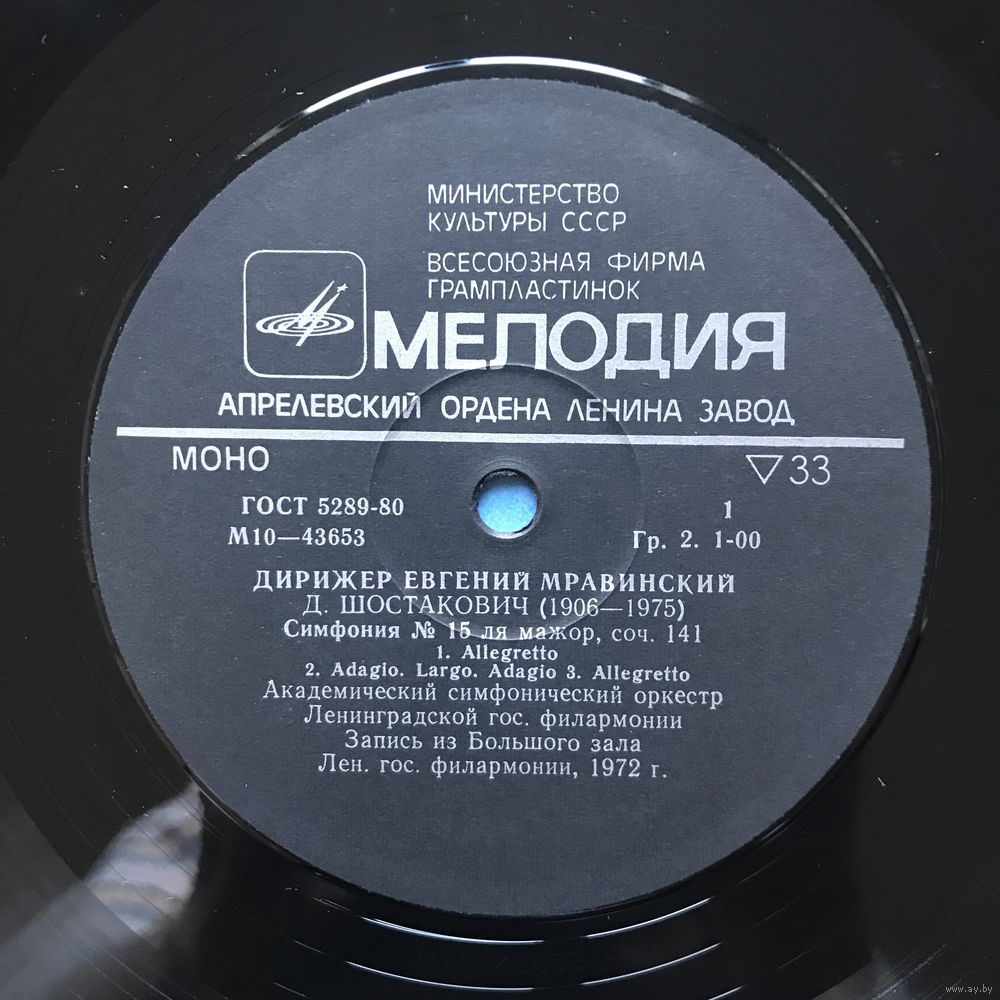 МИНИСТЕРСТВО
КУЛЬТУРЫ СССР
ВСЕСОЮЗНАЯ ФИРМА
ГРАМПЛАСТИНОК
МЕЛОДИЯ
АПРЕЛЕВСКИЙ ОРДЕНА ЛЕНИНА ЗАВОД
МОНО ▽33
ГОСТ 5289-80 1
М10—43653 Гр. 2. 1-00
ДИРИЖЕР ЕВГЕНИЙ МРАВИНСКИЙ
Д. ШОСТАКОВИЧ (1906—1975)
Симфония № 15 ля мажор, соч. 141
1. Allegretto
2. Adagio. Largo. Adagio 3. Allegretto
Академический симфонический оркестр
Ленинградской гос. филармонии
Запись из Большого зала
Лен. гос. филармонии, 1972 г.
www.ay.by